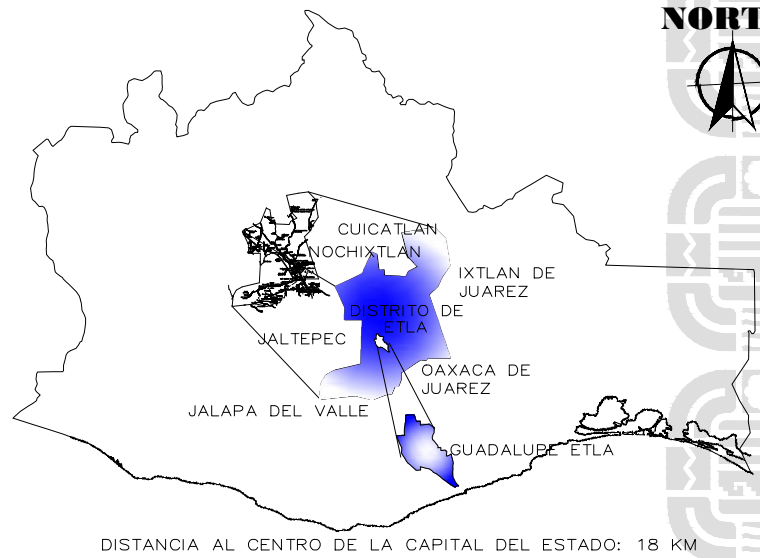 NORT
CUICATLAN
NOCHIXTLAN
IXTLAN DE
JUAREZ
DISTRITO DE
ETLA
JALTEPEC
OAXACA DE
JUAREZ
JALAPA DEL VALLE
GUADALUPE ETLA
DISTANCIA AL CENTRO DE LA CAPITAL DEL ESTADO: 18 KM